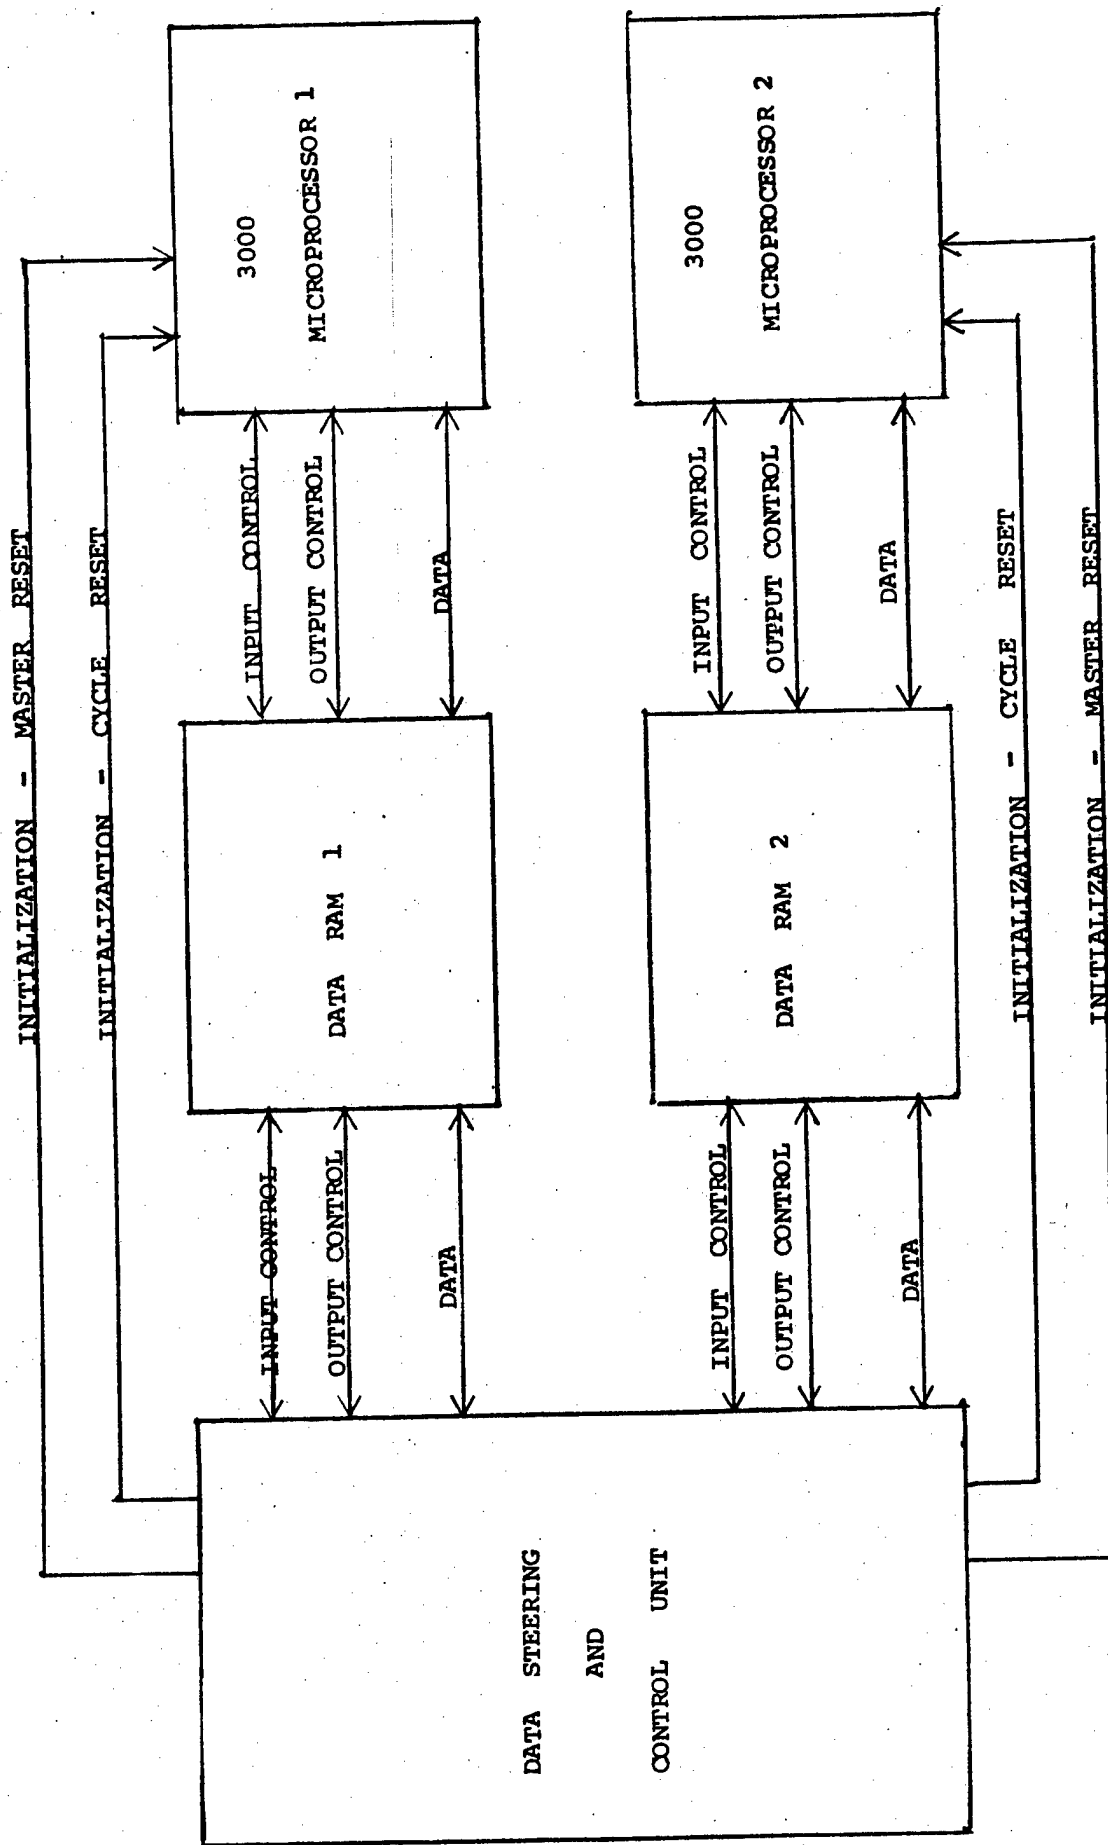 INITIALIZATION - MASTER RESET
INITIALIZATION - CYCLE RESET
DATA STEERING
AND
CONTROL UNIT
INPUT CONTROL
OUTPUT CONTROL
DATA
DATA RAM 1
INPUT CONTROL
OUTPUT CONTROL
DATA
3000
MICROPROCESSOR 1
INPUT CONTROL
OUTPUT CONTROL
DATA
DATA RAM 2
INPUT CONTROL
OUTPUT CONTROL
DATA
3000
MICROPROCESSOR 2
INITIALIZATION - CYCLE RESET
INITIALIZATION - MASTER RESET